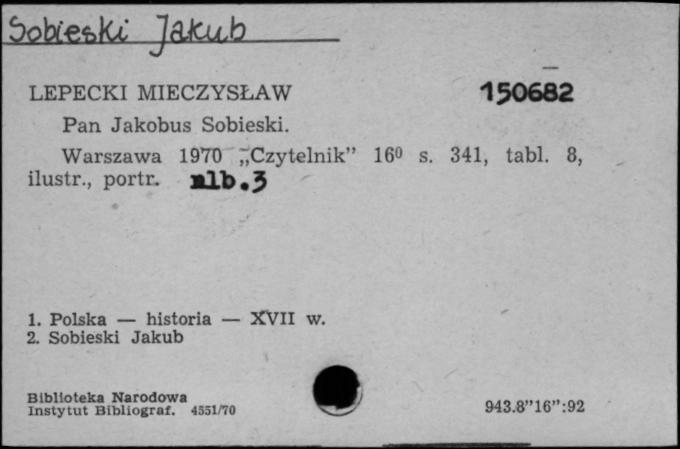 Sobieski Jakub
LEPECKI MIECZYSŁAW 150682
Pan Jakobus Sobieski.
Warszawa 1970 „Czytelnik” 16⁰ s. 341, tabl. 8,
ilustr., portr. nlb. 3
1. Polska — historia — XVII w.
2. Sobieski Jakub
Biblioteka Narodowa
Instytut Bibliograf. 4551/70 943.8”16”:92